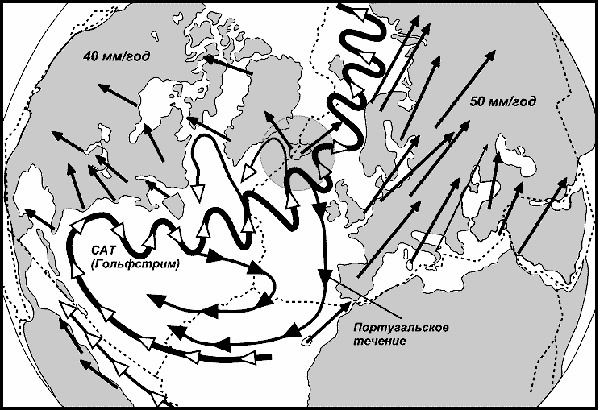 40 мм/год
50 мм/год
САТ
(Гольфстрим)
Португальское
течение